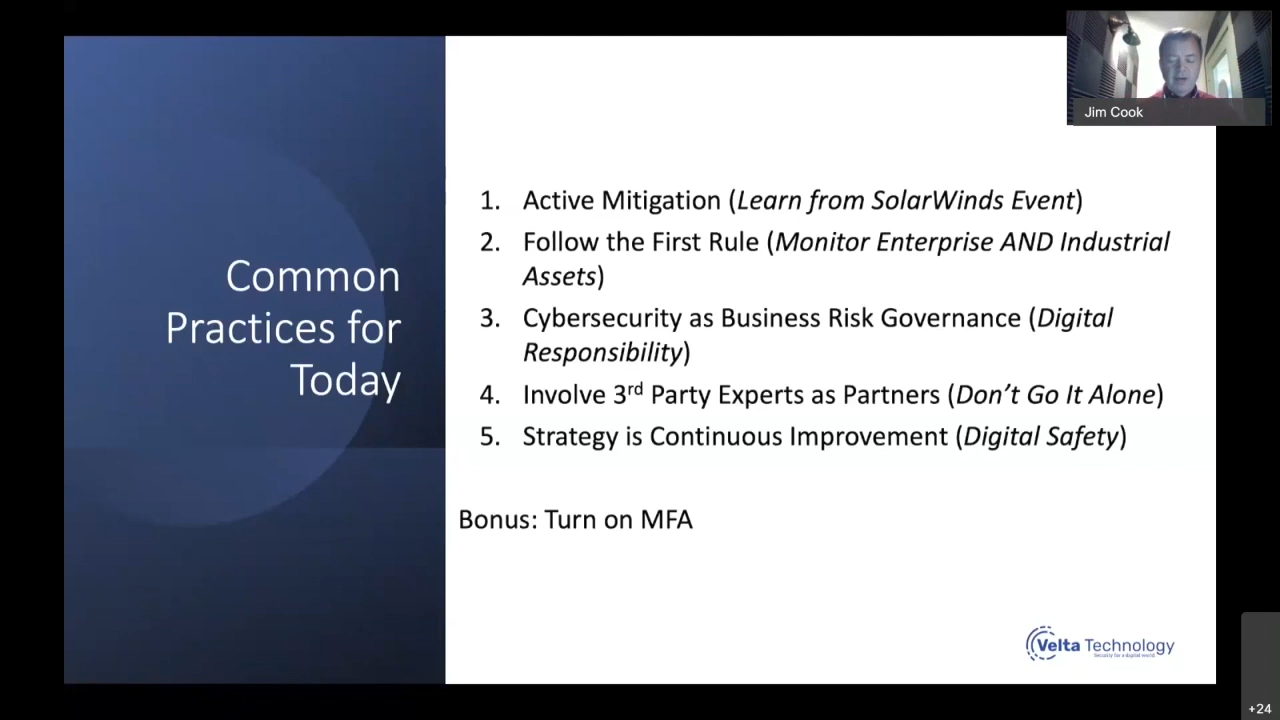 Jim Cook
Common
Practices for
Today
1. Active Mitigation (Learn from SolarWinds Event)
2. Follow the First Rule (Monitor Enterprise AND Industrial
Assets)
3. Cybersecurity as Business Risk Governance (Digital
Responsibility)
4. Involve 3rd Party Experts as Partners (Don’t Go It Alone)
5. Strategy is Continuous Improvement (Digital Safety)
Bonus: Turn on MFA
Velta Technology
Security for a digital world
+24